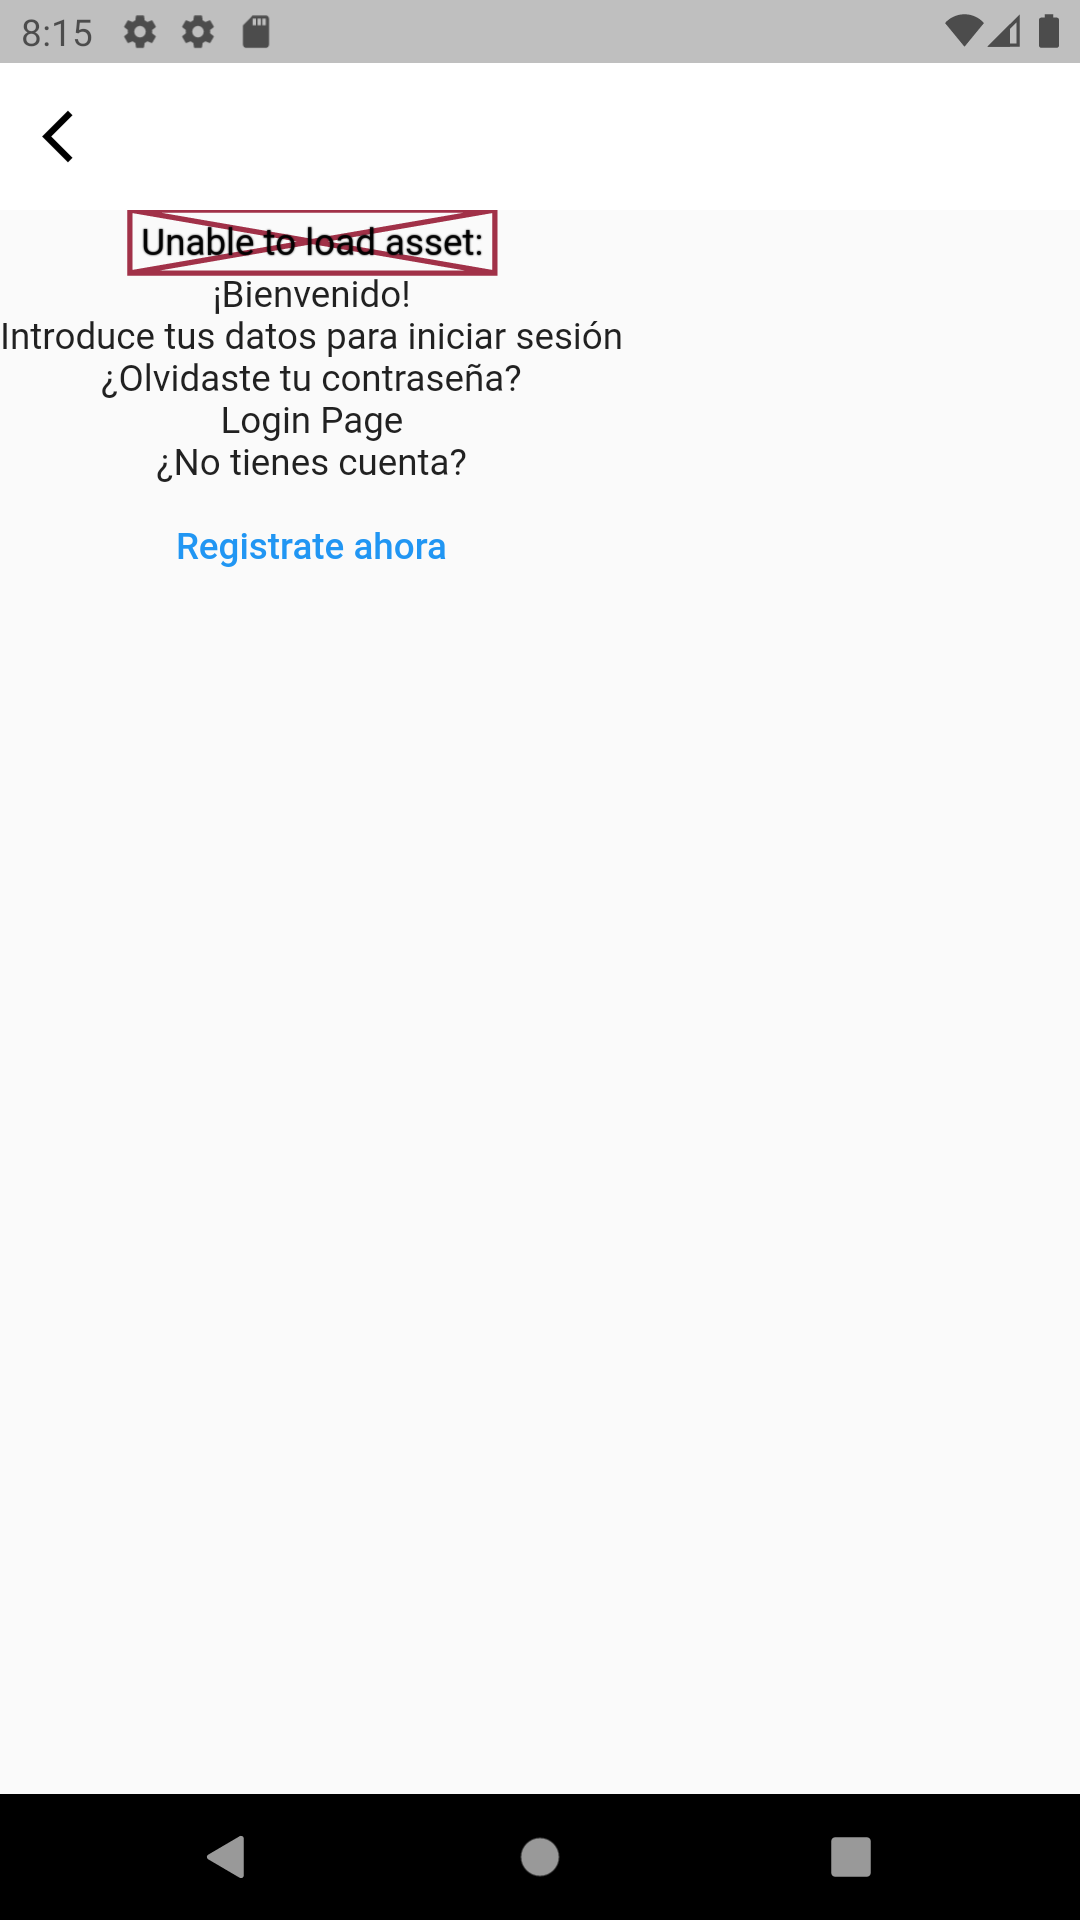 8:15
Unable to load asset:
¡Bienvenido!
Introduce tus datos para iniciar sesión
¿Olvidaste tu contraseña?
Login Page
¿No tienes cuenta?
Registrate ahora